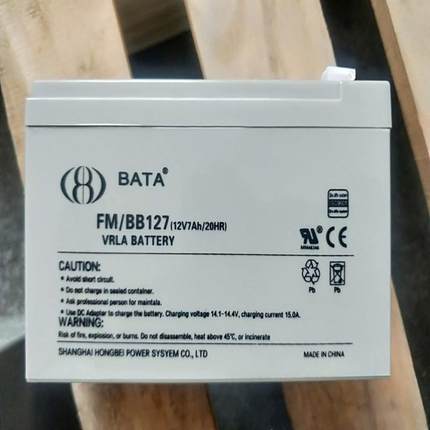 BATA®
FM/BB127(12V7Ah/20HR)
VRLA BATTERY
CAUTION:
Avoid short circuit.
Do not charge in sealed container.
Ask professional person for maintain.
Use DC Adapter to charge the battery. Charging voltage 14.1-14.4V, charging current 15.0A.
WARNING:
Risk of fire, explosion, or burns. Do not disassemble, heat above 45℃, or incinerate
SHANGHAI HONGBEI POWER SYSYEM CO., LTD
Pb
Pb
MADE IN CHINA